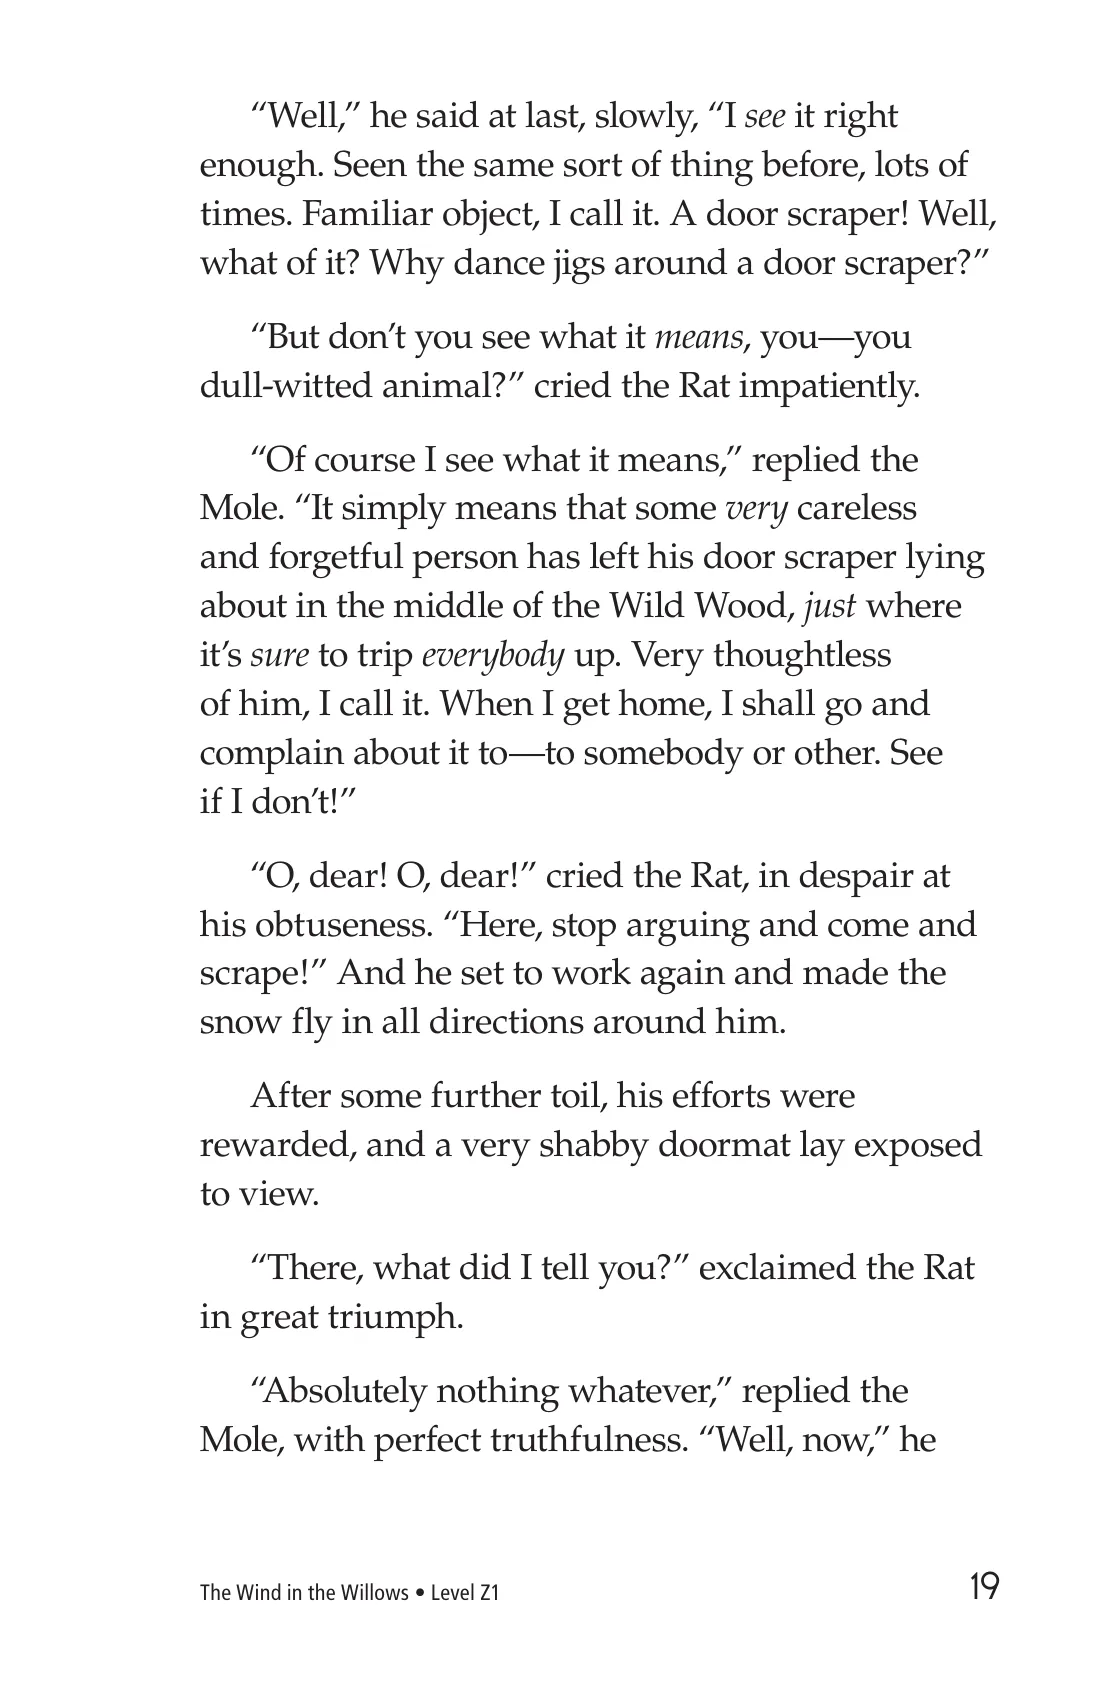 “Well,” he said at last, slowly, “I see it right
enough. Seen the same sort of thing before, lots of
times. Familiar object, I call it. A door scraper! Well,
what of it? Why dance jigs around a door scraper?”
“But don’t you see what it means, you—you
dull-witted animal?” cried the Rat impatiently.
“Of course I see what it means,” replied the
Mole. “It simply means that some very careless
and forgetful person has left his door scraper lying
about in the middle of the Wild Wood, just where
it’s sure to trip everybody up. Very thoughtless
of him, I call it. When I get home, I shall go and
complain about it to—to somebody or other. See
if I don’t!”
“O, dear! O, dear!” cried the Rat, in despair at
his obtuseness. “Here, stop arguing and come and
scrape!” And he set to work again and made the
snow fly in all directions around him.
After some further toil, his efforts were
rewarded, and a very shabby doormat lay exposed
to view.
“There, what did I tell you?” exclaimed the Rat
in great triumph.
“Absolutely nothing whatever,” replied the
Mole, with perfect truthfulness. “Well, now,” he
The Wind in the Willows • Level Z1
19